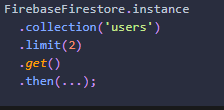 FirebaseFirestore.instance
.collection('users')
.limit(2)
.get()
.then(...);